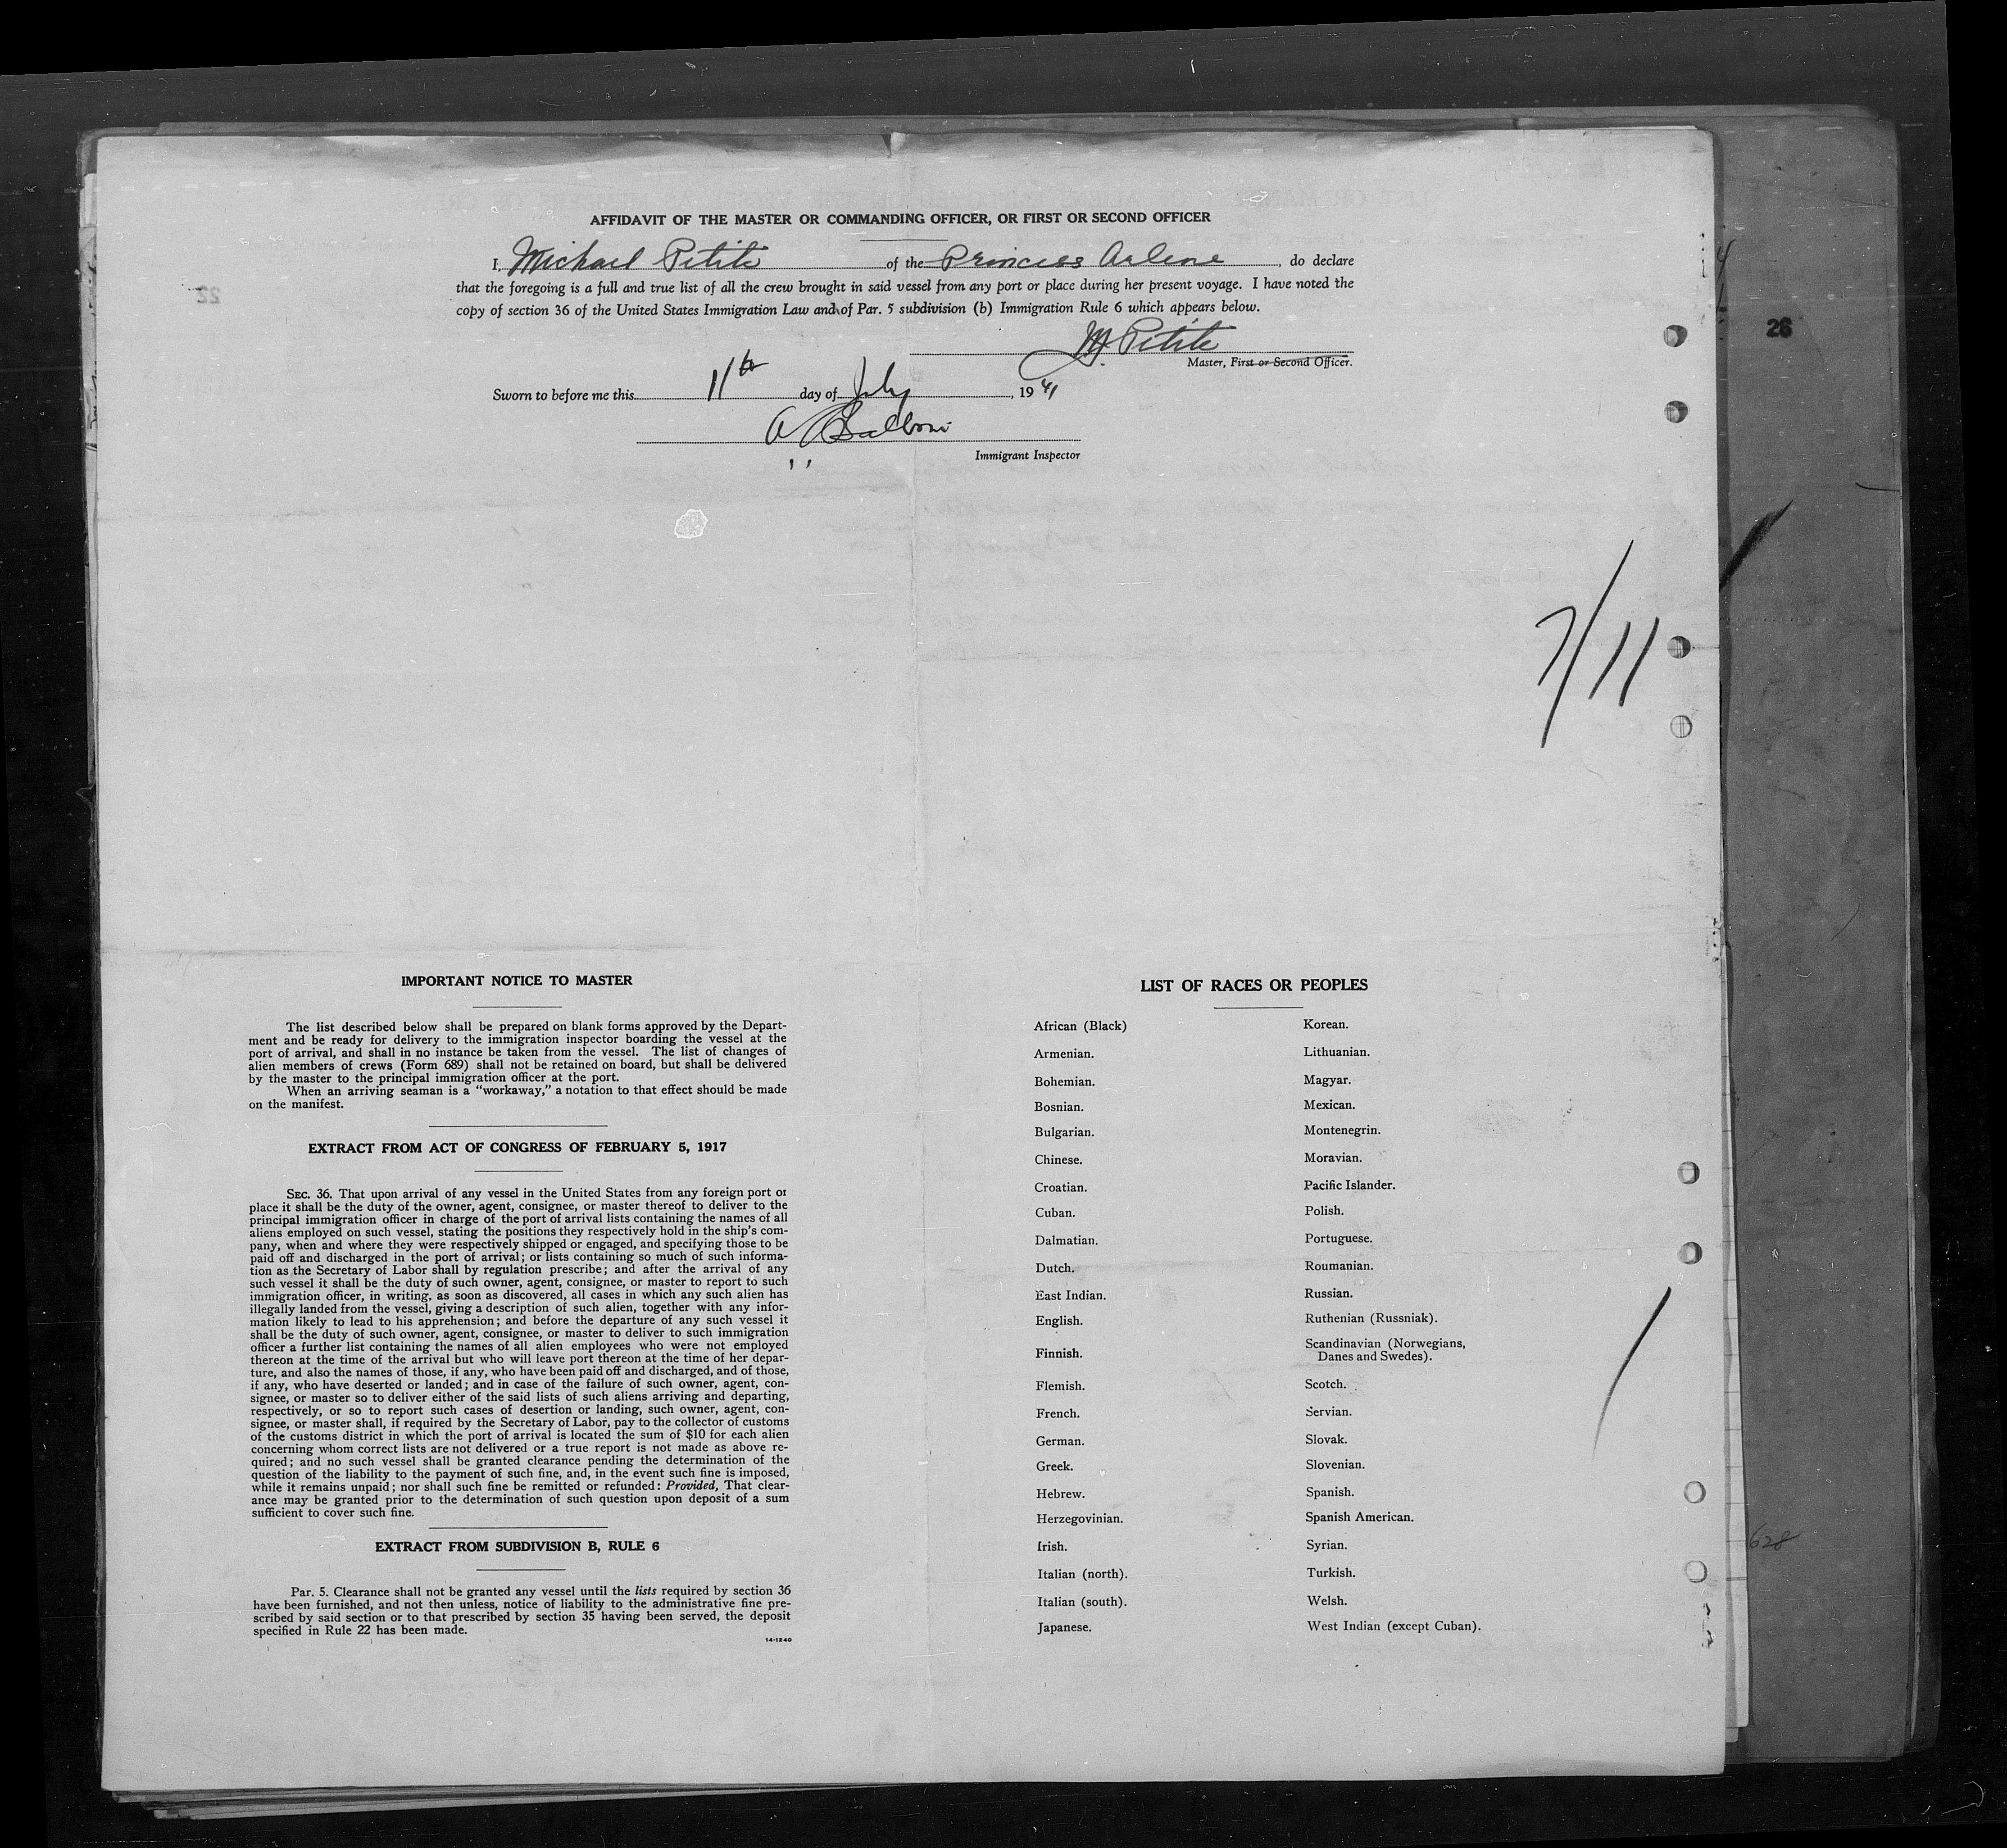 AFFIDAVIT OF THE MASTER OR COMMANDING OFFICER, OR FIRST OR SECOND OFFICER
I, Michael Petite of the Princess Arlene, do declare
that the foregoing is a full and true list of all the crew brought in said vessel from any port or place during her present voyage. I have noted the
copy of section 36 of the United States Immigration Law and of Par. 5 subdivision (b) Immigration Rule 6 which appears below.
M. Petite
Master, First or Second Officer.
Sworn to before me this 11th day of July, 1941
Immigrant Inspector
22
26
7/11
IMPORTANT NOTICE TO MASTER
The list described below shall be prepared on blank forms approved by the Depart-
ment and be ready for delivery to the immigration inspector boarding the vessel at the
port of arrival, and shall in no instance be taken from the vessel. The list of changes of
alien members of crews (Form 689) shall not be retained on board, but shall be delivered
by the master to the principal immigration officer at the port.
When an arriving seaman is a "workaway," a notation to that effect should be made
on the manifest.
EXTRACT FROM ACT OF CONGRESS OF FEBRUARY 5, 1917
SEC. 36. That upon arrival of any vessel in the United States from any foreign port or
place it shall be the duty of the owner, agent, consignee, or master thereof to deliver to the
principal immigration officer in charge of the port of arrival lists containing the names of all
aliens employed on such vessel, stating the positions they respectively hold in the ship's com-
pany, when and where they were respectively shipped or engaged, and specifying those to be
paid off and discharged in the port of arrival; or lists containing so much of such informa-
tion as the Secretary of Labor shall by regulation prescribe; and after the arrival of any
such vessel it shall be the duty of such owner, agent, consignee, or master to report to such
immigration officer, in writing, as soon as discovered, all cases in which any such alien has
illegally landed from the vessel, giving a description of such alien, together with any infor-
mation likely to lead to his apprehension; and before the departure of any such vessel it
shall be the duty of such owner, agent, consignee, or master to deliver to such immigration
officer a further list containing the names of all alien employees who were not employed
thereon at the time of the arrival but who will leave port thereon at the time of her depar-
ture, and also the names of those, if any, who have been paid off and discharged, and of those,
if any, who have deserted or landed; and in case of the failure of such owner, agent, con-
signee, or master so to deliver either of the said lists of such aliens arriving and departing,
respectively, or so to report such cases of desertion or landing, such owner, agent, con-
signee, or master shall, if required by the Secretary of Labor, pay to the collector of customs
of the customs district in which the port of arrival is located the sum of $10 for each alien
concerning whom correct lists are not delivered or a true report is not made as above re-
quired; and no such vessel shall be granted clearance pending the determination of the
question of the liability to the payment of such fine, and, in the event such fine is imposed,
while it remains unpaid; nor shall such fine be remitted or refunded: Provided, That clear-
ance may be granted prior to the determination of such question upon deposit of a sum
sufficient to cover such fine.
EXTRACT FROM SUBDIVISION B, RULE 6
Par. 5. Clearance shall not be granted any vessel until the lists required by section 36
have been furnished, and not then unless, notice of liability to the administrative fine pre-
scribed by said section or to that prescribed by section 35 having been served, the deposit
specified in Rule 22 has been made.
14-1240
LIST OF RACES OR PEOPLES
African (Black)
Armenian.
Bohemian.
Bosnian.
Bulgarian.
Chinese.
Croatian.
Cuban.
Dalmatian.
Dutch.
East Indian.
English.
Finnish.
Flemish.
French.
German.
Greek.
Hebrew.
Herzegovinian.
Irish.
Italian (north).
Italian (south).
Japanese.
Korean.
Lithuanian.
Magyar.
Mexican.
Montenegrin.
Moravian.
Pacific Islander.
Polish.
Portuguese.
Roumanian.
Russian.
Ruthenian (Russniak).
Scandinavian (Norwegians,
Danes and Swedes).
Scotch.
Servian.
Slovak.
Slovenian.
Spanish.
Spanish American.
Syrian.
Turkish.
Welsh.
West Indian (except Cuban).
628